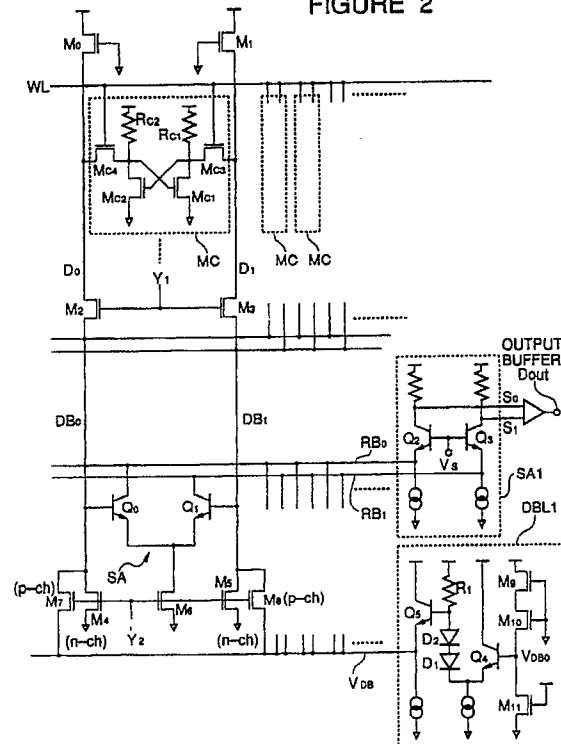 FIGURE 2
M0
M1
WL
RC2
RC1
MC4
MC3
MC2
MC1
MC
MC
MC
D0
Y1
D1
M2
M3
OUTPUT
BUFFER
Dout
S0
S1
DB0
DB1
RB0
Q2
Q3
VS
SA1
RB1
DBL1
Q0
Q1
SA
(p-ch)
M7
M4
M6
M5
M8 (p-ch)
(n-ch)
Y2
(n-ch)
VDB
Q5
R1
D2
D1
Q4
M9
M10
VDB0
M11